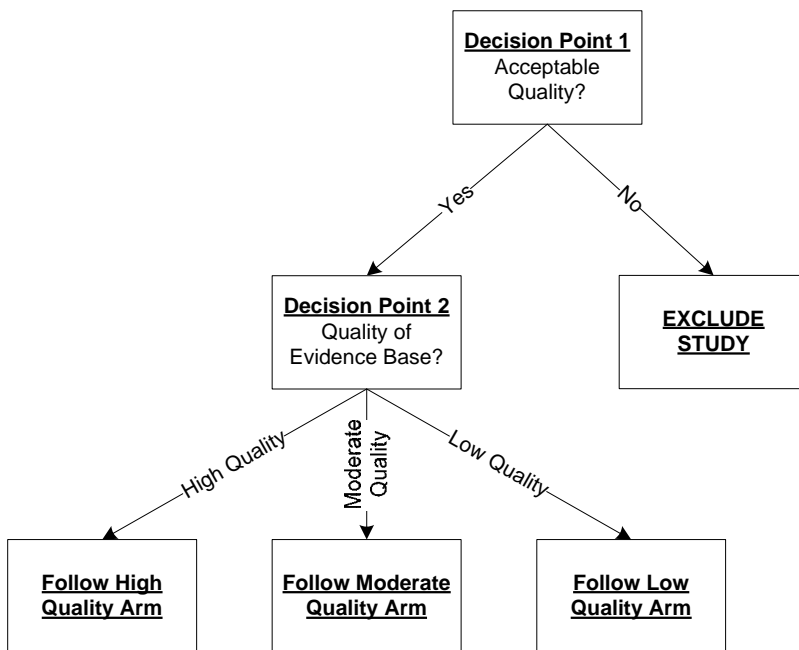 Decision Point 1
Acceptable
Quality?
Yes
No
Decision Point 2
Quality of
Evidence Base?
EXCLUDE
STUDY
High Quality
Moderate
Quality
Low Quality
Follow High
Quality Arm
Follow Moderate
Quality Arm
Follow Low
Quality Arm